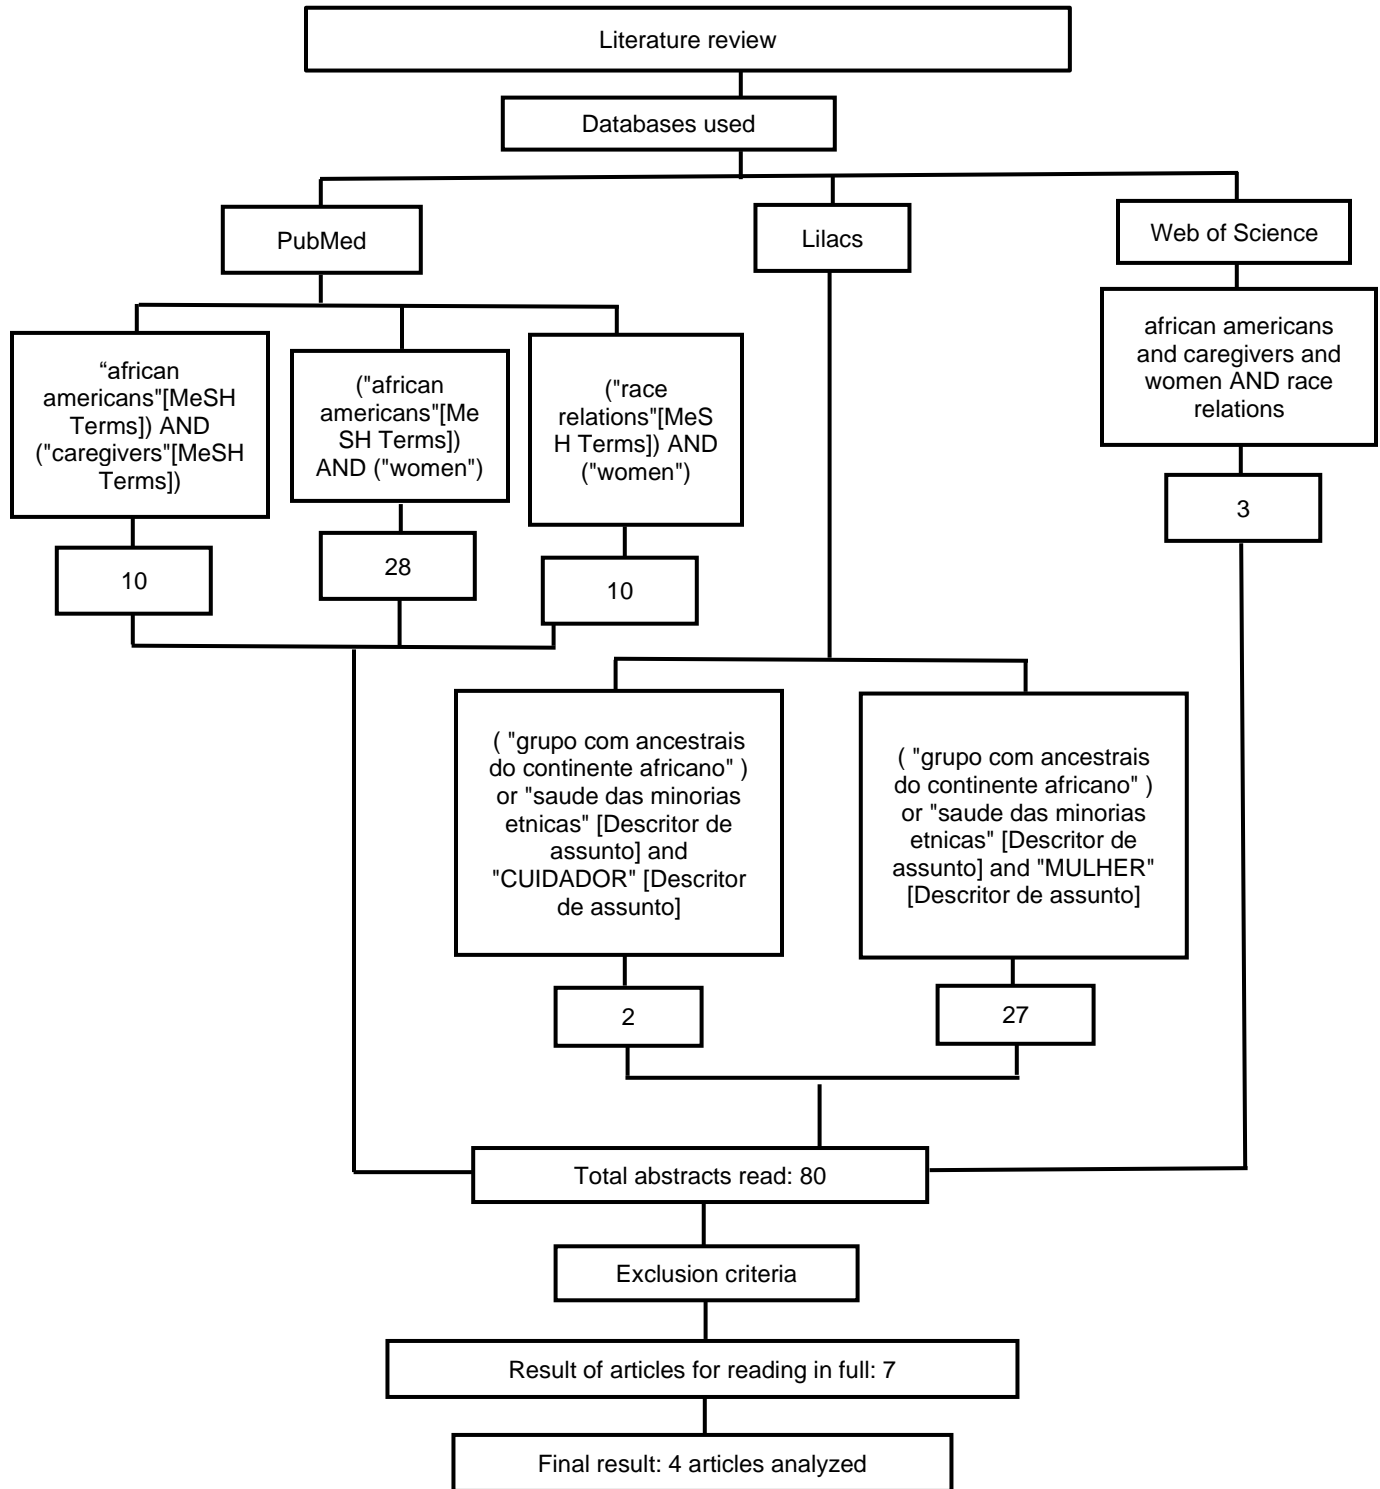 Literature review
Databases used
PubMed
Lilacs
Web of Science
“african
americans"[MeSH
Terms]) AND
("caregivers"[MeSH
Terms])
("african
americans"[Me
SH Terms])
AND ("women")
("race
relations"[MeS
H Terms]) AND
("women")
african americans
and caregivers and
women AND race
relations
10
28
10
3
( "grupo com ancestrais
do continente africano" )
or "saude das minorias
etnicas" [Descritor de
assunto] and
"CUIDADOR" [Descritor
de assunto]
( "grupo com ancestrais
do continente africano" )
or "saude das minorias
etnicas" [Descritor de
assunto] and "MULHER"
[Descritor de assunto]
2
27
Total abstracts read: 80
Exclusion criteria
Result of articles for reading in full: 7
Final result: 4 articles analyzed